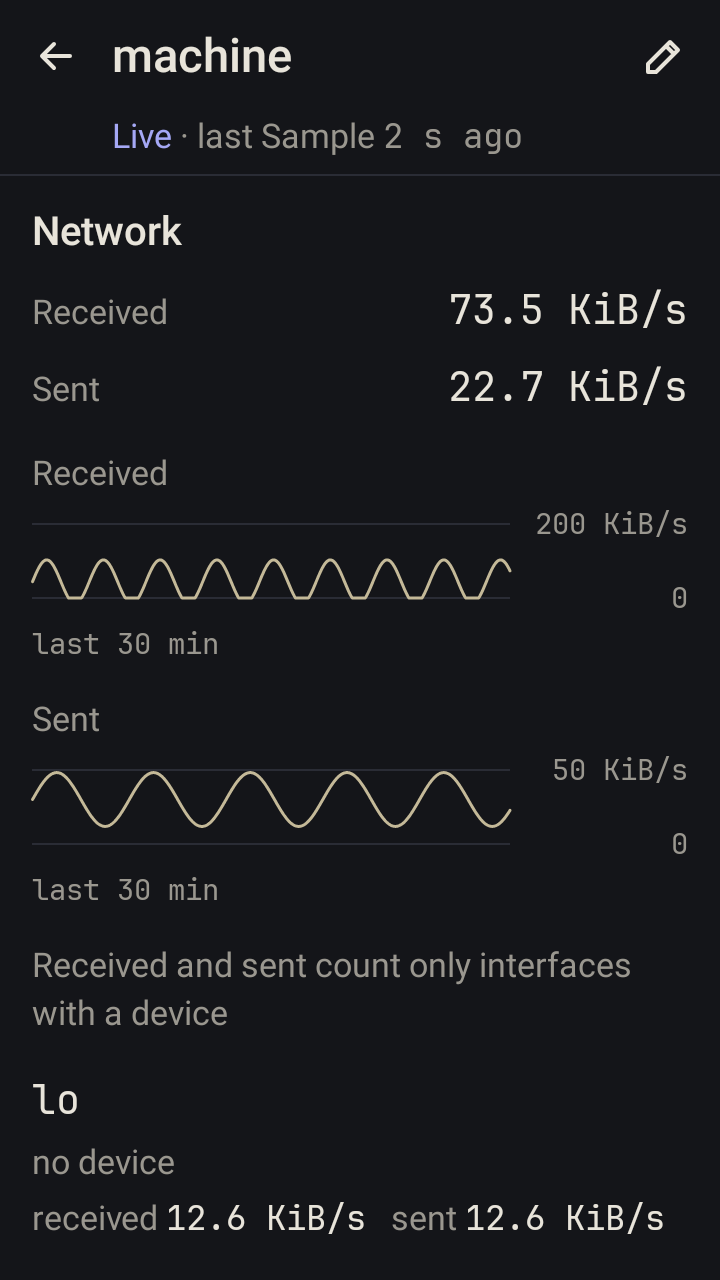 machine
Live · last Sample 2 s ago
Network
Received 73.5 KiB/s
Sent 22.7 KiB/s
Received
200 KiB/s
0
last 30 min
Sent
50 KiB/s
0
last 30 min
Received and sent count only interfaces
with a device
lo
no device
received 12.6 KiB/s sent 12.6 KiB/s